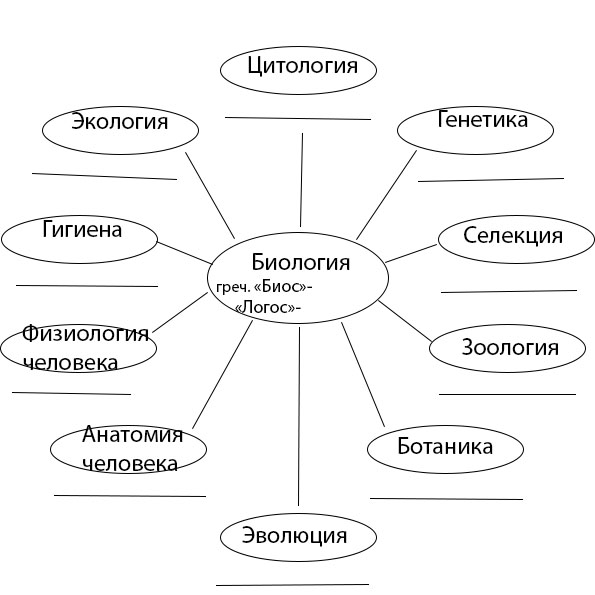 Цитология
Экология
Генетика
Гигиена
Селекция
Биология
греч. «Биос»-
«Логос»-
Физиология
человека
Зоология
Анатомия
человека
Ботаника
Эволюция